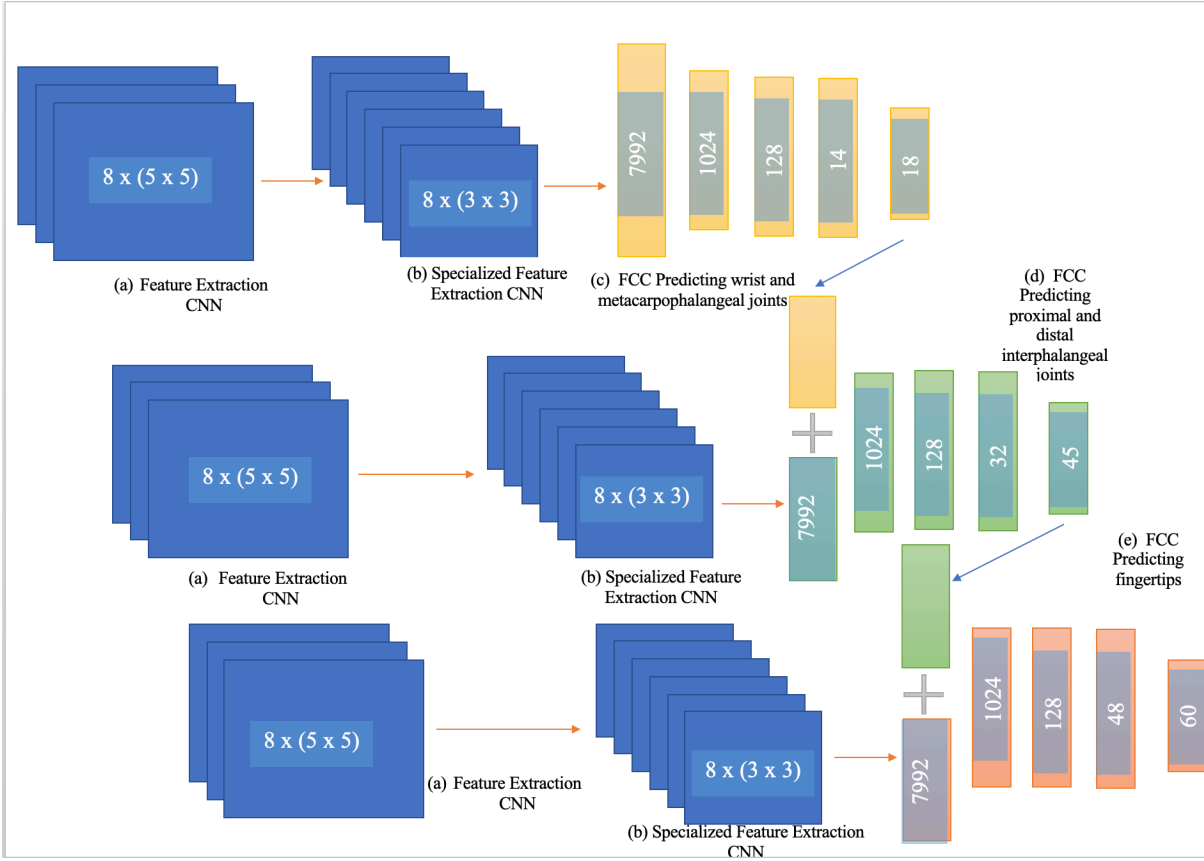 8 x (5 x 5)
8 x (3 x 3)
7992
1024
128
14
18
(a) Feature Extraction
CNN
(b) Specialized Feature
Extraction CNN
(c) FCC Predicting wrist and
metacarpophalangeal joints
(d) FCC
Predicting
proximal and
distal
interphalangeal
joints
8 x (5 x 5)
8 x (3 x 3)
7992
1024
128
32
45
(a) Feature Extraction
CNN
(b) Specialized Feature
Extraction CNN
(e) FCC
Predicting
fingertips
8 x (5 x 5)
8 x (3 x 3)
7992
1024
128
48
60
(a) Feature Extraction
CNN
(b) Specialized Feature Extraction
CNN